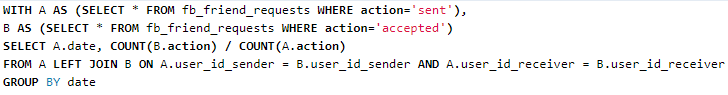 WITH A AS (SELECT * FROM fb_friend_requests WHERE action='sent'),
B AS (SELECT * FROM fb_friend_requests WHERE action='accepted')
SELECT A.date, COUNT(B.action) / COUNT(A.action)
FROM A LEFT JOIN B ON A.user_id_sender = B.user_id_sender AND A.user_id_receiver = B.user_id_receiver
GROUP BY date